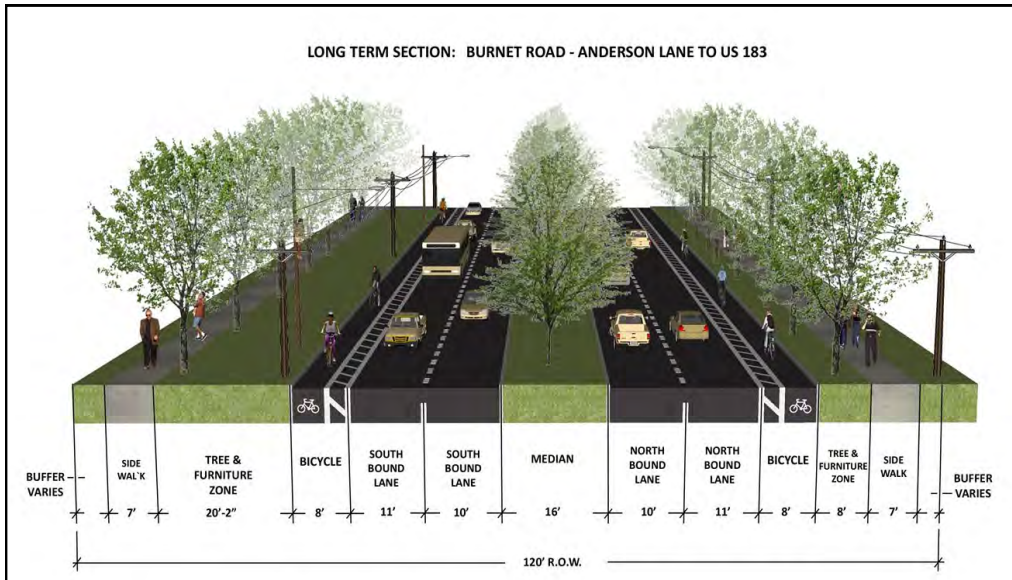 LONG TERM SECTION: BURNET ROAD - ANDERSON LANE TO US 183
BUFFER
VARIES
SIDE
WAL`K
TREE &
FURNITURE
ZONE
BICYCLE
SOUTH
BOUND
LANE
SOUTH
BOUND
LANE
MEDIAN
NORTH
BOUND
LANE
NORTH
BOUND
LANE
BICYCLE
TREE &
FURNITURE
ZONE
SIDE
WALK
BUFFER
VARIES
7' 20'-2" 8' 11' 10' 16' 10' 11' 8' 8' 7'
120' R.O.W.